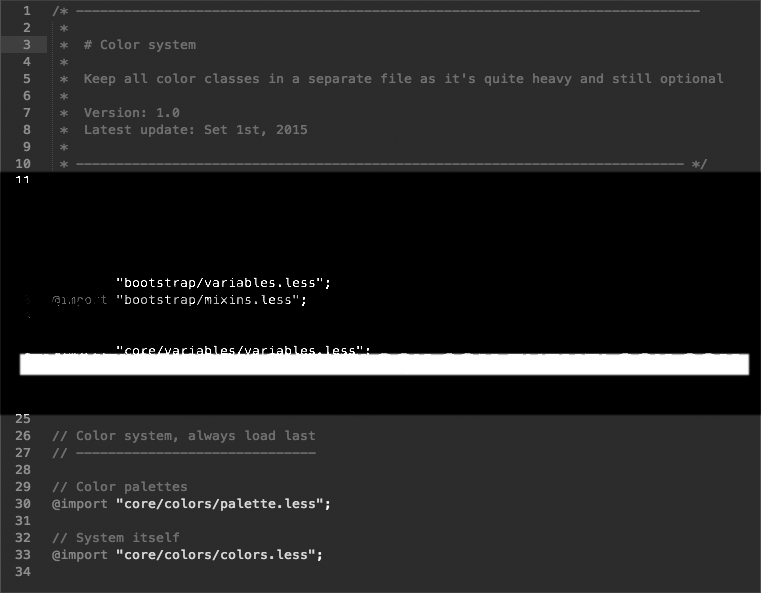 1 /* ---------------------------------------------------------------------------
2 *
3 * # Color system
4 *
5 * Keep all color classes in a separate file as it's quite heavy and still optional
6 *
7 * Version: 1.0
8 * Latest update: Set 1st, 2015
9 *
10 * ---------------------------------------------------------------------------- */
11
"bootstrap/variables.less";
@import "bootstrap/mixins.less";
"core/variables/variables.less";
25
26 // Color system, always load last
27 // ------------------------------
28
29 // Color palettes
30 @import "core/colors/palette.less";
31
32 // System itself
33 @import "core/colors/colors.less";
34